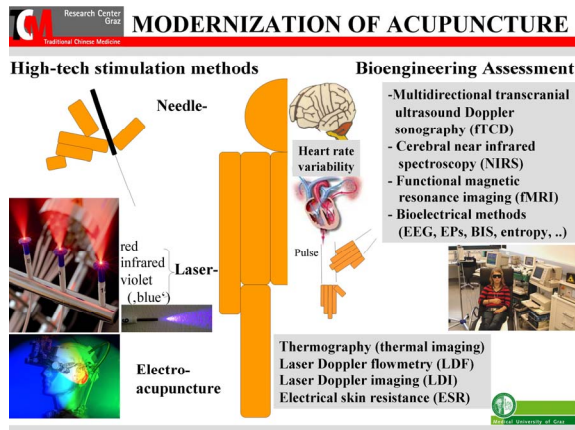 TCM
Research Center
Graz
Traditional Chinese Medicine
MODERNIZATION OF ACUPUNCTURE
High-tech stimulation methods
Needle-
red
infrared
violet
(‚blue‘)
Laser-
Electro-
acupuncture
Heart rate
variability
Pulse
Bioengineering Assessment
-Multidirectional transcranial
ultrasound Doppler
sonography (fTCD)
- Cerebral near infrared
spectroscopy (NIRS)
- Functional magnetic
resonance imaging (fMRI)
- Bioelectrical methods
(EEG, EPs, BIS, entropy, ..)
Thermography (thermal imaging)
Laser Doppler flowmetry (LDF)
Laser Doppler imaging (LDI)
Electrical skin resistance (ESR)
Medical University of Graz